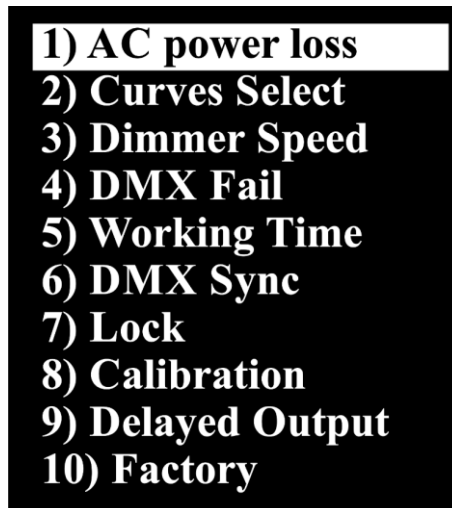 1) AC power loss
2) Curves Select
3) Dimmer Speed
4) DMX Fail
5) Working Time
6) DMX Sync
7) Lock
8) Calibration
9) Delayed Output
10) Factory